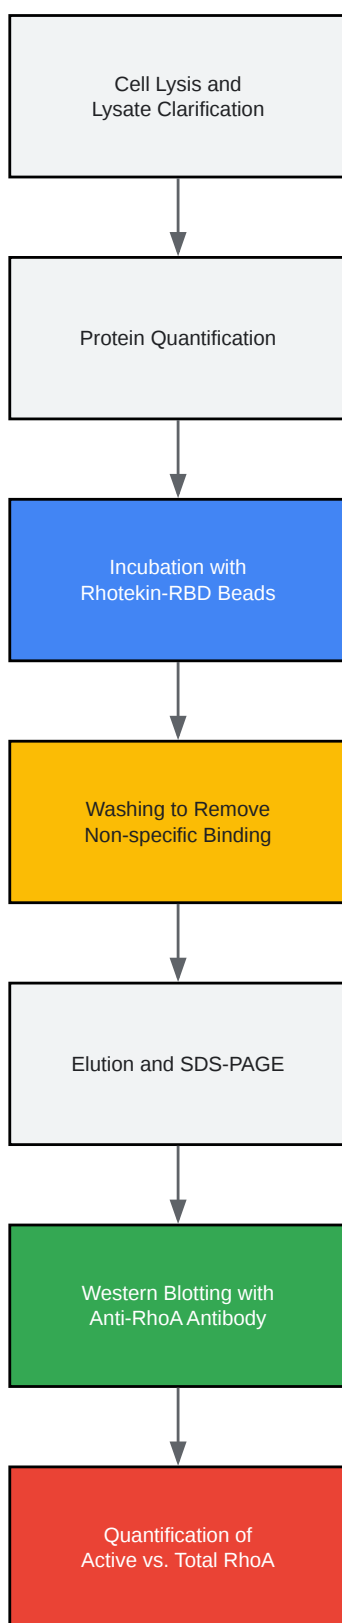 Cell Lysis and
Lysate Clarification
Protein Quantification
Incubation with
Rhotekin-RBD Beads
Washing to Remove
Non-specific Binding
Elution and SDS-PAGE
Western Blotting with
Anti-RhoA Antibody
Quantification of
Active vs. Total RhoA